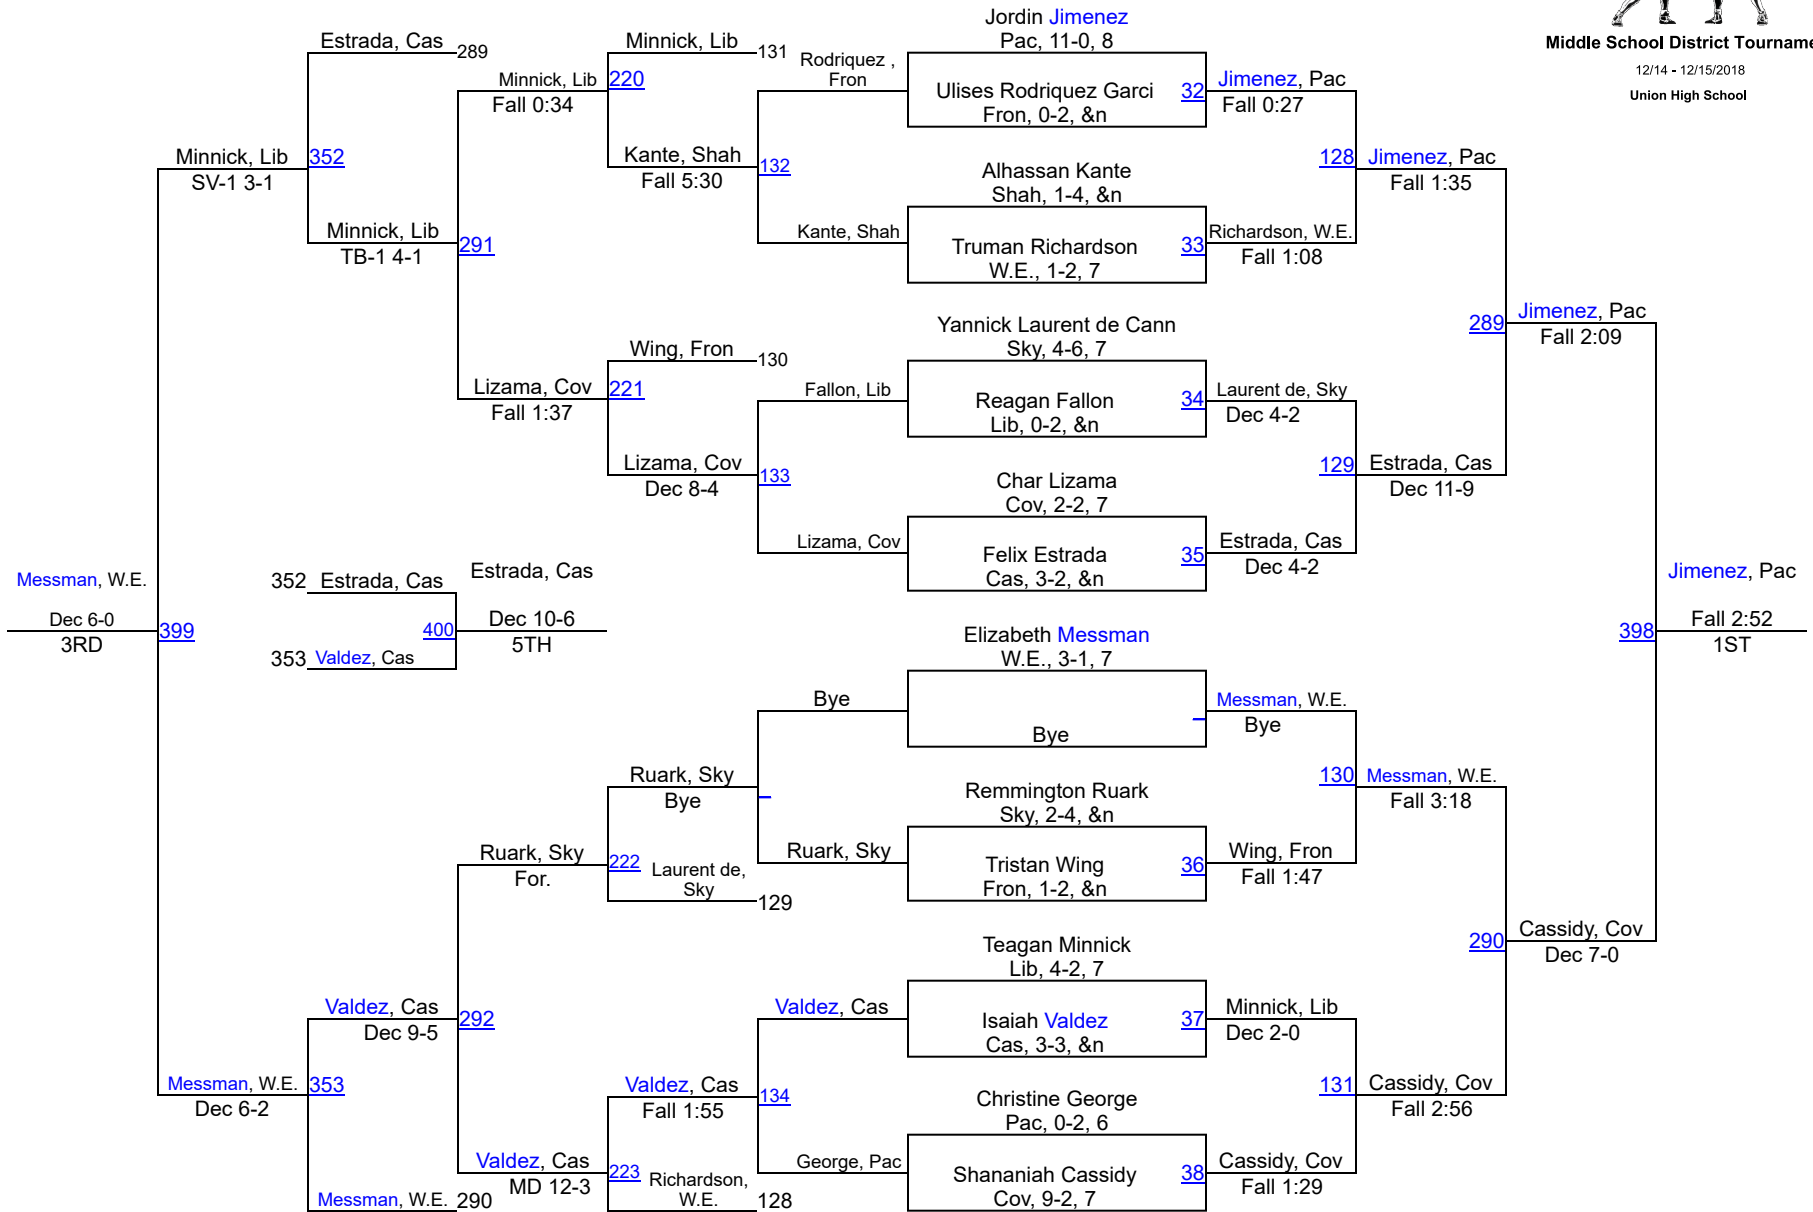 Middle School District Tourname
12/14 - 12/15/2018
Union High School
Estrada, Cas
289
Minnick, Lib
SV-1 3-1
352
Minnick, Lib
TB-1 4-1
Minnick, Lib
Fall 0:34
291
Lizama, Cov
Fall 1:37
Minnick, Lib
131
220
Kante, Shah
Fall 5:30
Wing, Fron
130
221
Lizama, Cov
Dec 8-4
Rodriquez ,
Fron
132
Kante, Shah
Fallon, Lib
133
Lizama, Cov
Jordin Jimenez
Pac, 11-0, 8
Ulises Rodriquez Garci
Fron, 0-2, &n
32
Alhassan Kante
Shah, 1-4, &n
Truman Richardson
W.E., 1-2, 7
33
Yannick Laurent de Cann
Sky, 4-6, 7
Reagan Fallon
Lib, 0-2, &n
34
Char Lizama
Cov, 2-2, 7
Felix Estrada
Cas, 3-2, &n
35
Jimenez, Pac
Fall 0:27
128
Richardson, W.E.
Fall 1:08
Laurent de, Sky
Dec 4-2
129
Estrada, Cas
Dec 4-2
Jimenez, Pac
Fall 1:35
289
Estrada, Cas
Dec 11-9
Jimenez, Pac
Fall 2:09
Messman, W.E.
Dec 6-0
3RD
399
352 Estrada, Cas
353 Valdez, Cas
400
Estrada, Cas
Dec 10-6
5TH
398
Jimenez, Pac
Fall 2:52
1ST
Messman, W.E.
Dec 6-2
353
Valdez, Cas
Dec 9-5
Messman, W.E. 290
292
Ruark, Sky
For.
Valdez, Cas
MD 12-3
Ruark, Sky
Bye
222
Laurent de,
Sky
129
Valdez, Cas
Fall 1:55
223
Richardson,
W.E.
128
Bye
Ruark, Sky
Valdez, Cas
134
George, Pac
Elizabeth Messman
W.E., 3-1, 7
Bye
Remmington Ruark
Sky, 2-4, &n
Tristan Wing
Fron, 1-2, &n
36
Teagan Minnick
Lib, 4-2, 7
Isaiah Valdez
Cas, 3-3, &n
37
Christine George
Pac, 0-2, 6
Shananiah Cassidy
Cov, 9-2, 7
38
Messman, W.E.
Bye
130
Wing, Fron
Fall 1:47
Minnick, Lib
Dec 2-0
131
Cassidy, Cov
Fall 1:29
Messman, W.E.
Fall 3:18
290
Cassidy, Cov
Fall 2:56
Cassidy, Cov
Dec 7-0